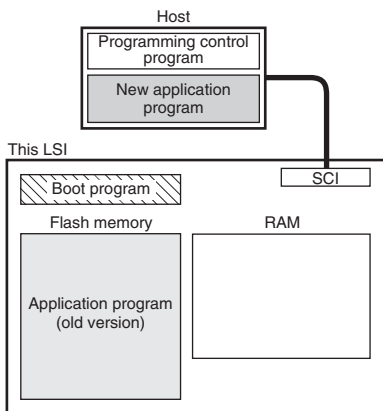 Host
Programming control
program
New application
program
This LSI
Boot program
SCI
Flash memory
RAM
Application program
(old version)